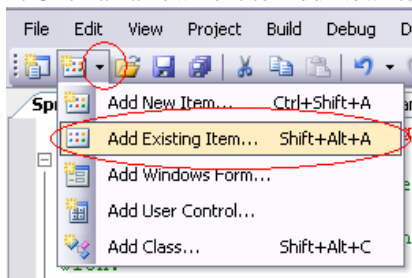 File Edit View Project Build Debug
Add New Item... Ctrl+Shift+A
Add Existing Item... Shift+Alt+A
Add Windows Form...
Add User Control...
Add Class... Shift+Alt+C